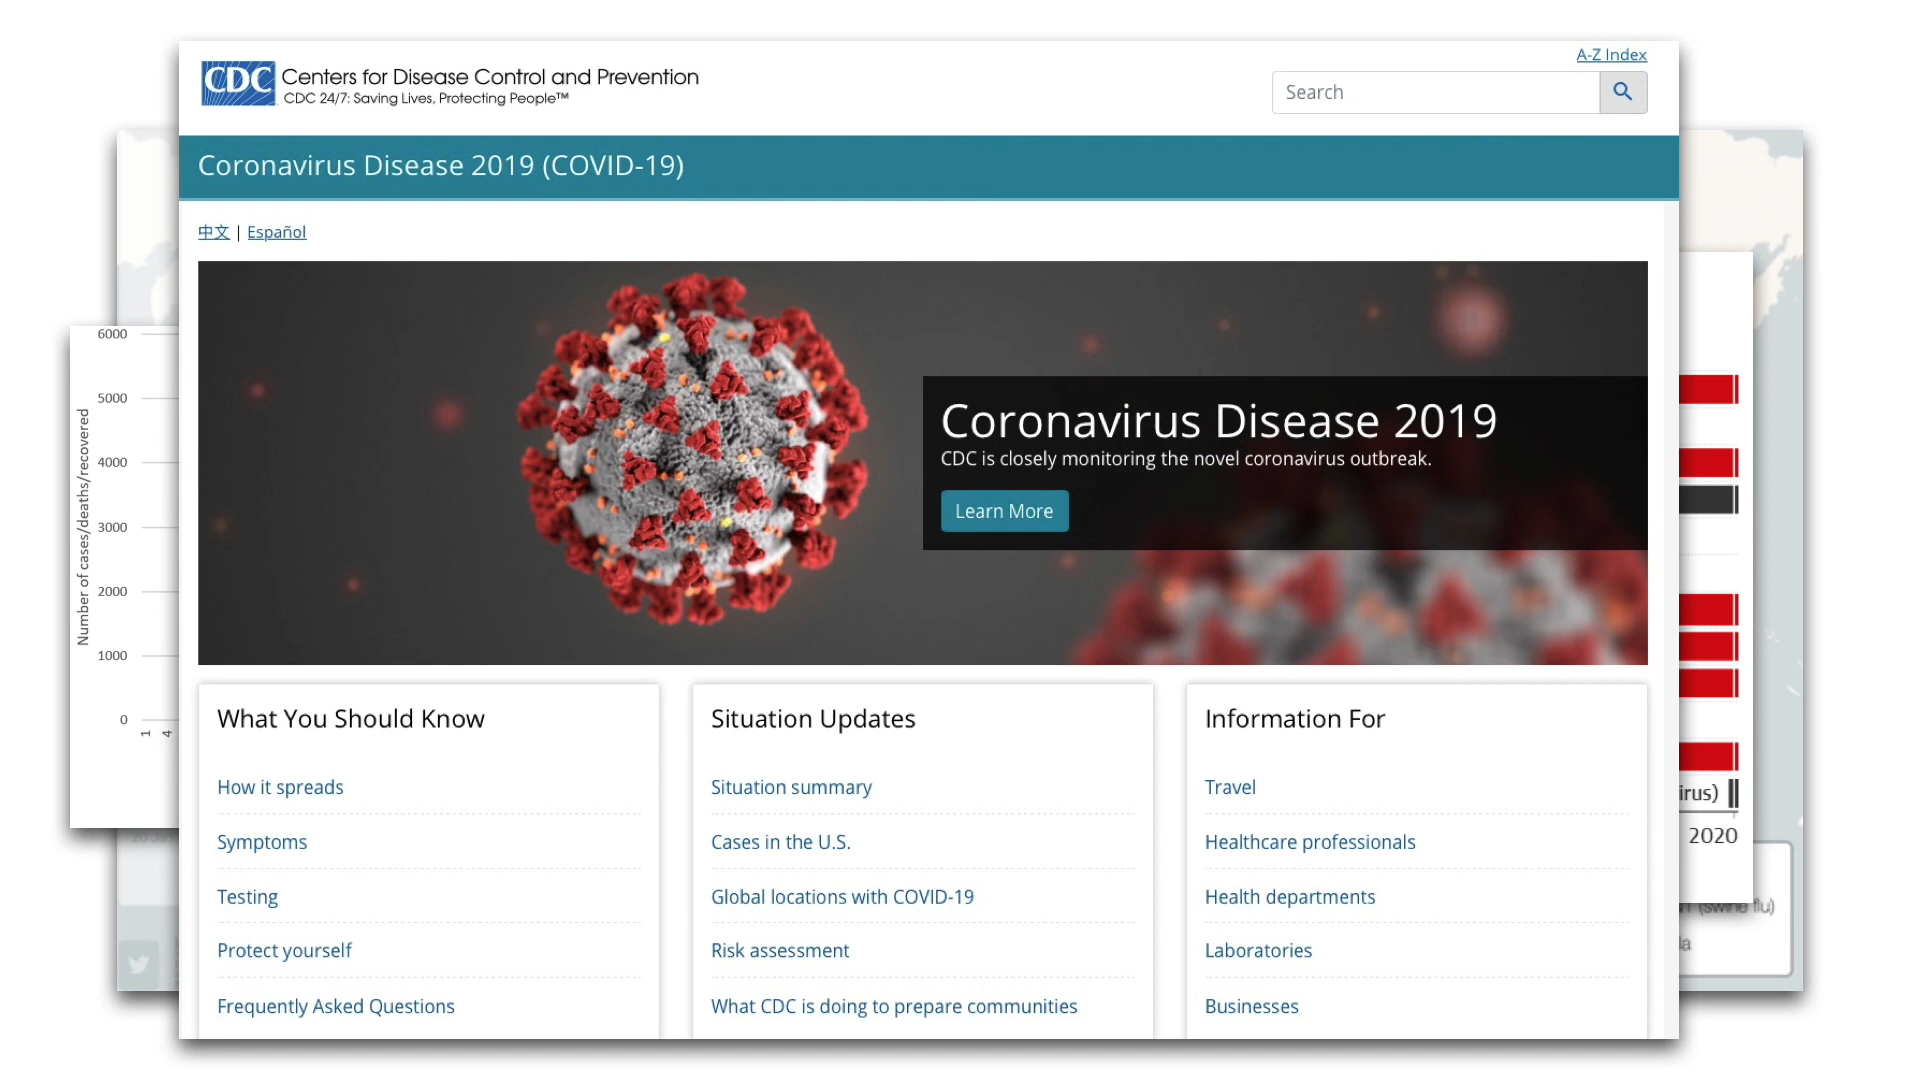 A-Z Index
CDC Centers for Disease Control and Prevention
CDC 24/7: Saving Lives, Protecting People™
Search
Coronavirus Disease 2019 (COVID-19)
中文 | Español
Coronavirus Disease 2019
CDC is closely monitoring the novel coronavirus outbreak.
Learn More
What You Should Know
How it spreads
Symptoms
Testing
Protect yourself
Frequently Asked Questions
Situation Updates
Situation summary
Cases in the U.S.
Global locations with COVID-19
Risk assessment
What CDC is doing to prepare communities
Information For
Travel
Healthcare professionals
Health departments
Laboratories
Businesses
Number of cases/deaths/recovered
6000
5000
4000
3000
2000
1000
0
1
4
irus)
2020
(swine flu)